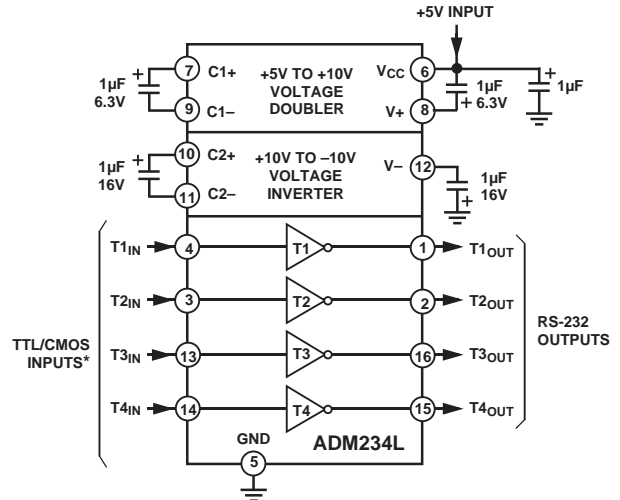 +5V INPUT
1µF
6.3V
+
7
C1+
9
C1–
+5V TO +10V
VOLTAGE
DOUBLER
VCC
6
V+
8
+
1µF
6.3V
+
1µF
1µF
16V
+
10
C2+
11
C2–
+10V TO –10V
VOLTAGE
INVERTER
V–
12
1µF
16V
+
TTL/CMOS
INPUTS*
T1IN
4
T1
1
T1OUT
T2IN
3
T2
2
T2OUT
T3IN
13
T3
16
T3OUT
T4IN
14
T4
15
T4OUT
RS-232
OUTPUTS
GND
5
ADM234L